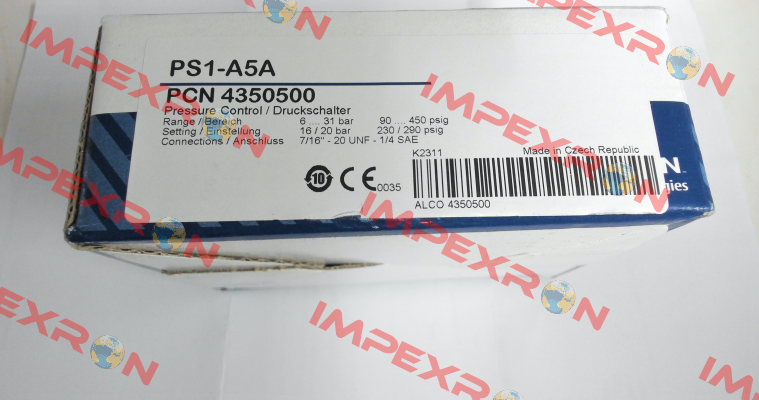 PS1-A5A
PCN 4350500
Pressure Control / Druckschalter
Range / Bereich 6 .... 31 bar 90 .... 450 psig
Setting / Einstellung 16 / 20 bar 230 / 290 psig
Connections / Anschluss 7/16" - 20 UNF - 1/4 SAE
K2311 Made in Czech Republic
10 CE 0035
ALCO 4350500
IMPEXRON
IMPEXRON
IMPEXRON
IMPEXRON
IMPEXRON
IMPEXRON